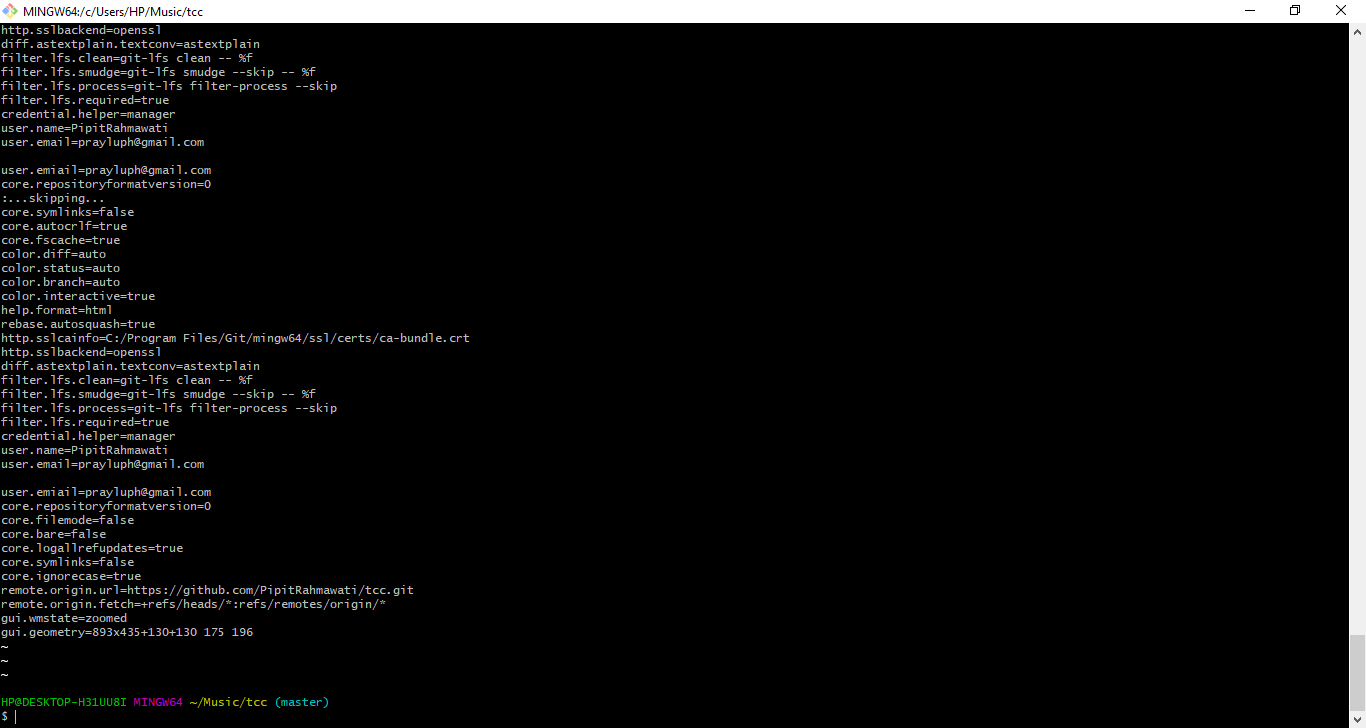 MINGW64:/c/Users/HP/Music/tcc
http.sslbackend=openssl
diff.astextplain.textconv=astextplain
filter.lfs.clean=git-lfs clean -- %f
filter.lfs.smudge=git-lfs smudge --skip -- %f
filter.lfs.process=git-lfs filter-process --skip
filter.lfs.required=true
credential.helper=manager
user.name=PipitRahmawati
user.email=prayluph@gmail.com
user.emiail=prayluph@gmail.com
core.repositoryformatversion=0
:...skipping...
core.symlinks=false
core.autocrlf=true
core.fscache=true
color.diff=auto
color.status=auto
color.branch=auto
color.interactive=true
help.format=html
rebase.autosquash=true
http.sslcainfo=C:/Program Files/Git/mingw64/ssl/certs/ca-bundle.crt
http.sslbackend=openssl
diff.astextplain.textconv=astextplain
filter.lfs.clean=git-lfs clean -- %f
filter.lfs.smudge=git-lfs smudge --skip -- %f
filter.lfs.process=git-lfs filter-process --skip
filter.lfs.required=true
credential.helper=manager
user.name=PipitRahmawati
user.email=prayluph@gmail.com
user.emiail=prayluph@gmail.com
core.repositoryformatversion=0
core.filemode=false
core.bare=false
core.logallrefupdates=true
core.symlinks=false
core.ignorecase=true
remote.origin.url=https://github.com/PipitRahmawati/tcc.git
remote.origin.fetch=+refs/heads/*:refs/remotes/origin/*
gui.wmstate=zoomed
gui.geometry=893x435+130+130 175 196
~
~
~
HP@DESKTOP-H31UU8I MINGW64 ~/Music/tcc (master)
$